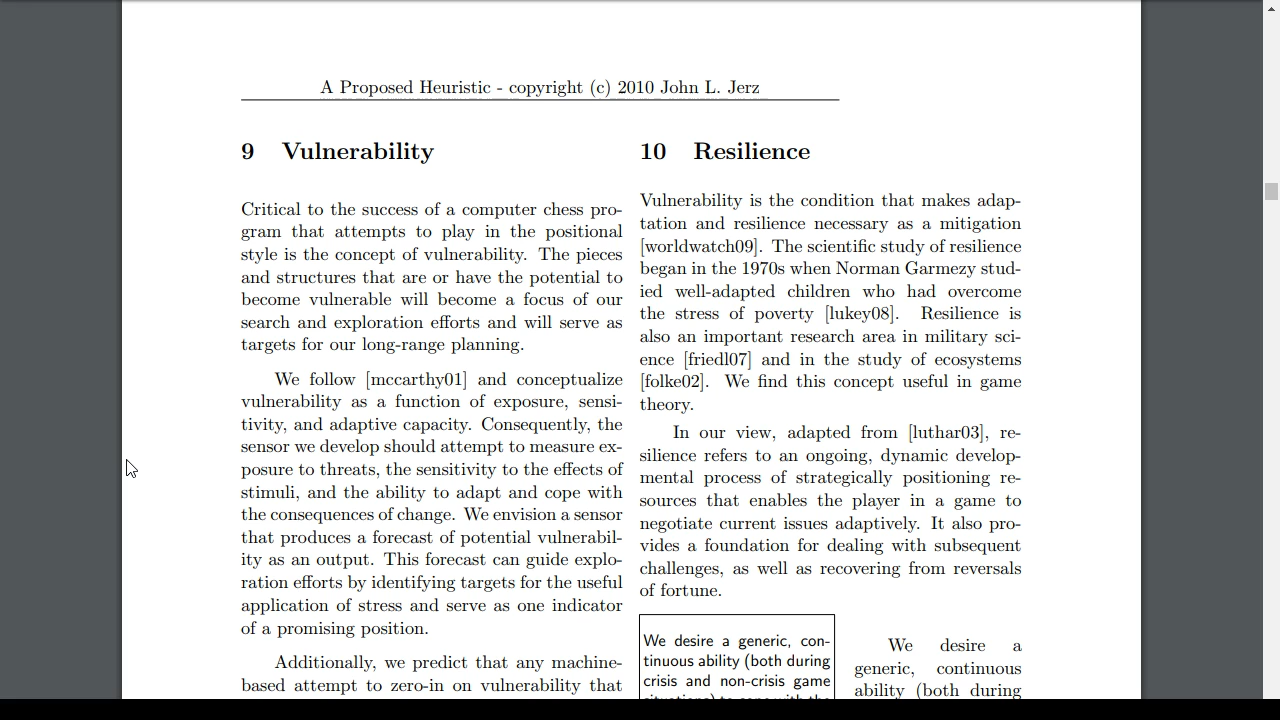 A Proposed Heuristic - copyright (c) 2010 John L. Jerz
9 Vulnerability
Critical to the success of a computer chess pro-
gram that attempts to play in the positional
style is the concept of vulnerability. The pieces
and structures that are or have the potential to
become vulnerable will become a focus of our
search and exploration efforts and will serve as
targets for our long-range planning.
We follow [mccarthy01] and conceptualize
vulnerability as a function of exposure, sensi-
tivity, and adaptive capacity. Consequently, the
sensor we develop should attempt to measure ex-
posure to threats, the sensitivity to the effects of
stimuli, and the ability to adapt and cope with
the consequences of change. We envision a sensor
that produces a forecast of potential vulnerabil-
ity as an output. This forecast can guide explo-
ration efforts by identifying targets for the useful
application of stress and serve as one indicator
of a promising position.
Additionally, we predict that any machine-
based attempt to zero-in on vulnerability that
10 Resilience
Vulnerability is the condition that makes adap-
tation and resilience necessary as a mitigation
[worldwatch09]. The scientific study of resilience
began in the 1970s when Norman Garmezy stud-
ied well-adapted children who had overcome
the stress of poverty [lukey08]. Resilience is
also an important research area in military sci-
ence [friedl07] and in the study of ecosystems
[folke02]. We find this concept useful in game
theory.
In our view, adapted from [luthar03], re-
silience refers to an ongoing, dynamic develop-
mental process of strategically positioning re-
sources that enables the player in a game to
negotiate current issues adaptively. It also pro-
vides a foundation for dealing with subsequent
challenges, as well as recovering from reversals
of fortune.
We desire a generic, con-
tinuous ability (both during
crisis and non-crisis game
situations) to cope with the
We desire a
generic, continuous
ability (both during